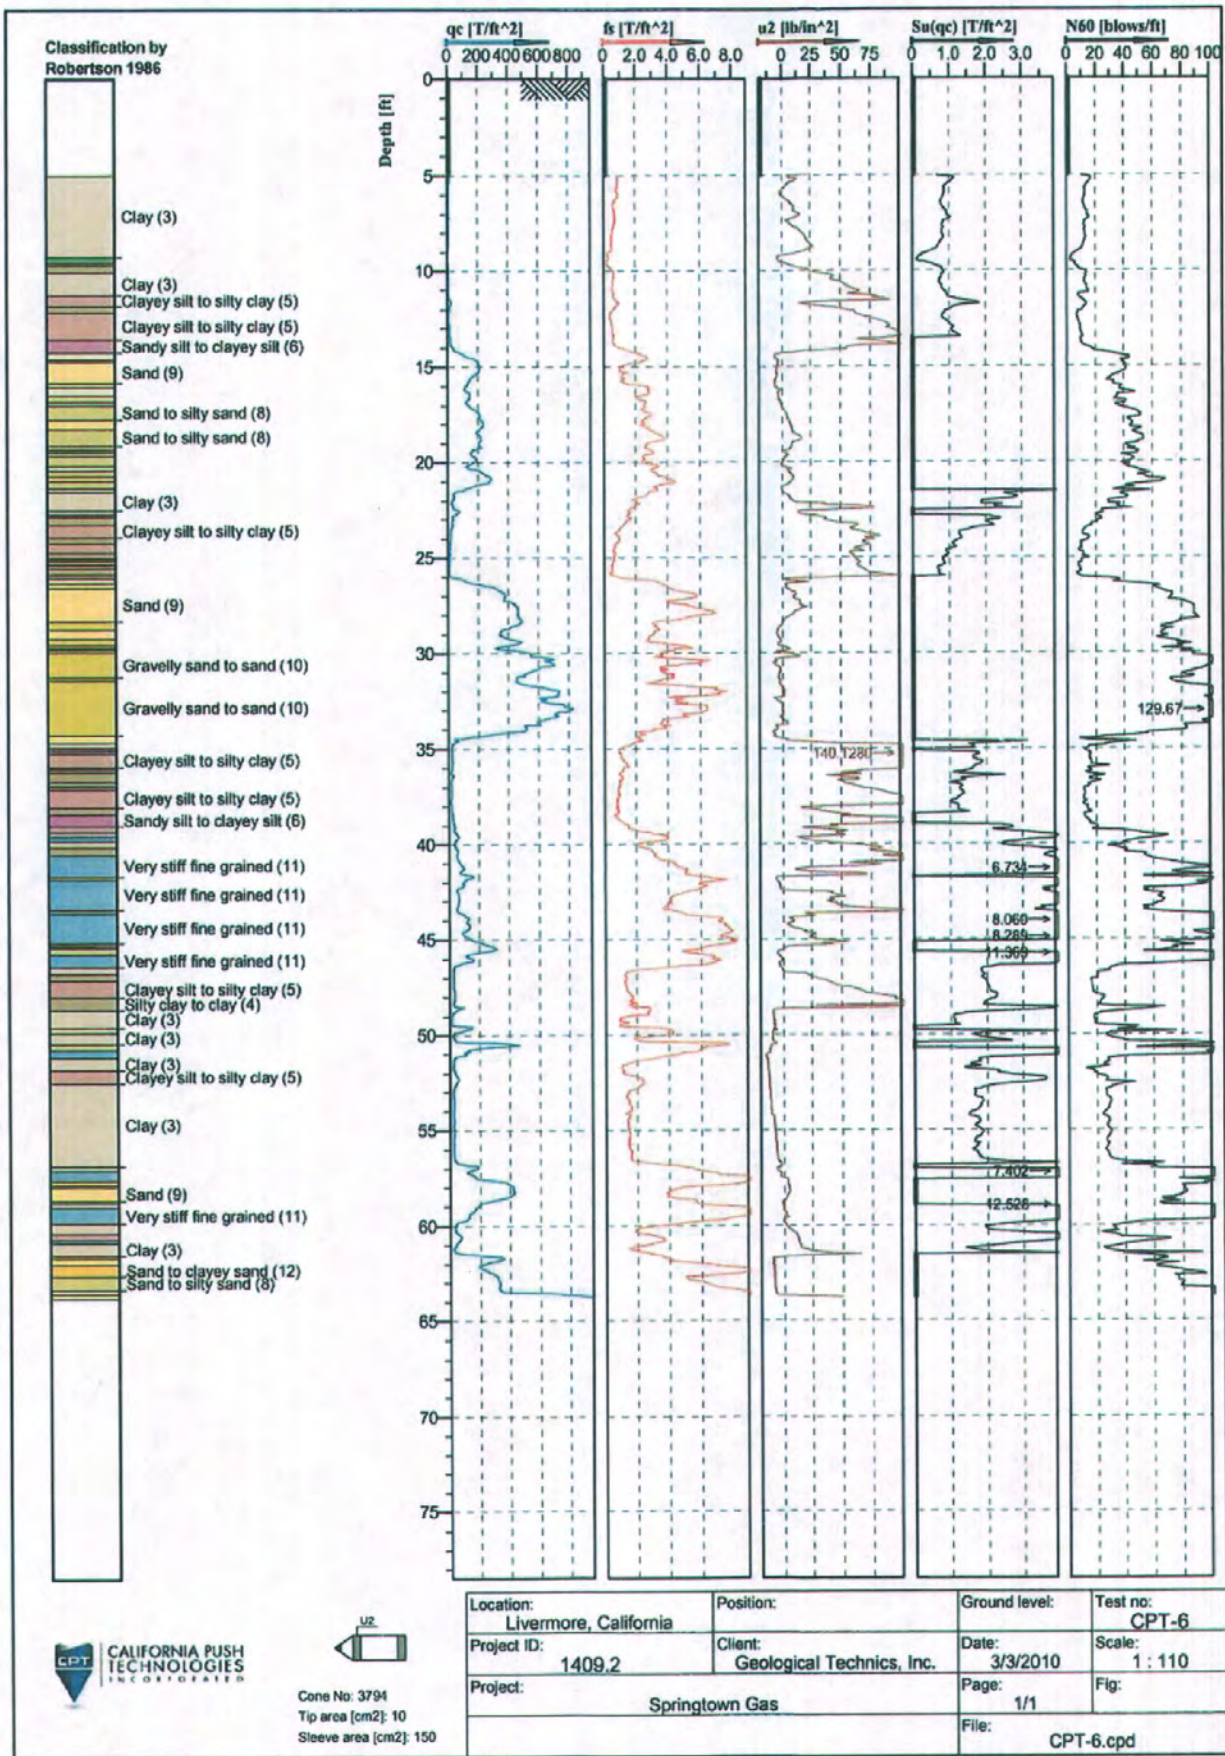 Classification by
Robertson 1986
qc [T/ft^2]
0 200 400 600 800
fs [T/ft^2]
0 2.0 4.0 6.0 8.0
u2 [lb/in^2]
0 25 50 75
Su(qc) [T/ft^2]
0 1.0 2.0 3.0
N60 [blows/ft]
0 20 40 60 80 100
Depth [ft]
0
5
10
15
20
25
30
35
40
45
50
55
60
65
70
75
Clay (3)
Clay (3)
Clayey silt to silty clay (5)
Clayey silt to silty clay (5)
Sandy silt to clayey silt (6)
Sand (9)
Sand to silty sand (8)
Sand to silty sand (8)
Clay (3)
Clayey silt to silty clay (5)
Sand (9)
Gravelly sand to sand (10)
Gravelly sand to sand (10)
Clayey silt to silty clay (5)
Clayey silt to silty clay (5)
Sandy silt to clayey silt (6)
Very stiff fine grained (11)
Very stiff fine grained (11)
Very stiff fine grained (11)
Very stiff fine grained (11)
Clayey silt to silty clay (5)
Silty clay to clay (4)
Clay (3)
Clay (3)
Clay (3)
Clayey silt to silty clay (5)
Clay (3)
Sand (9)
Very stiff fine grained (11)
Clay (3)
Sand to clayey sand (12)
Sand to silty sand (8)
129.67
140.1280
6.734
8.060
8.289
11.369
7.402
12.528
CPT
CALIFORNIA PUSH
TECHNOLOGIES
INCORPORATED
U2
Cone No: 3794
Tip area [cm2]: 10
Sleeve area [cm2]: 150
Location:
Livermore, California
Position:
Ground level:
Test no:
CPT-6
Project ID:
1409.2
Client:
Geological Technics, Inc.
Date:
3/3/2010
Scale:
1 : 110
Project:
Springtown Gas
Page:
1/1
Fig:
File:
CPT-6.cpd